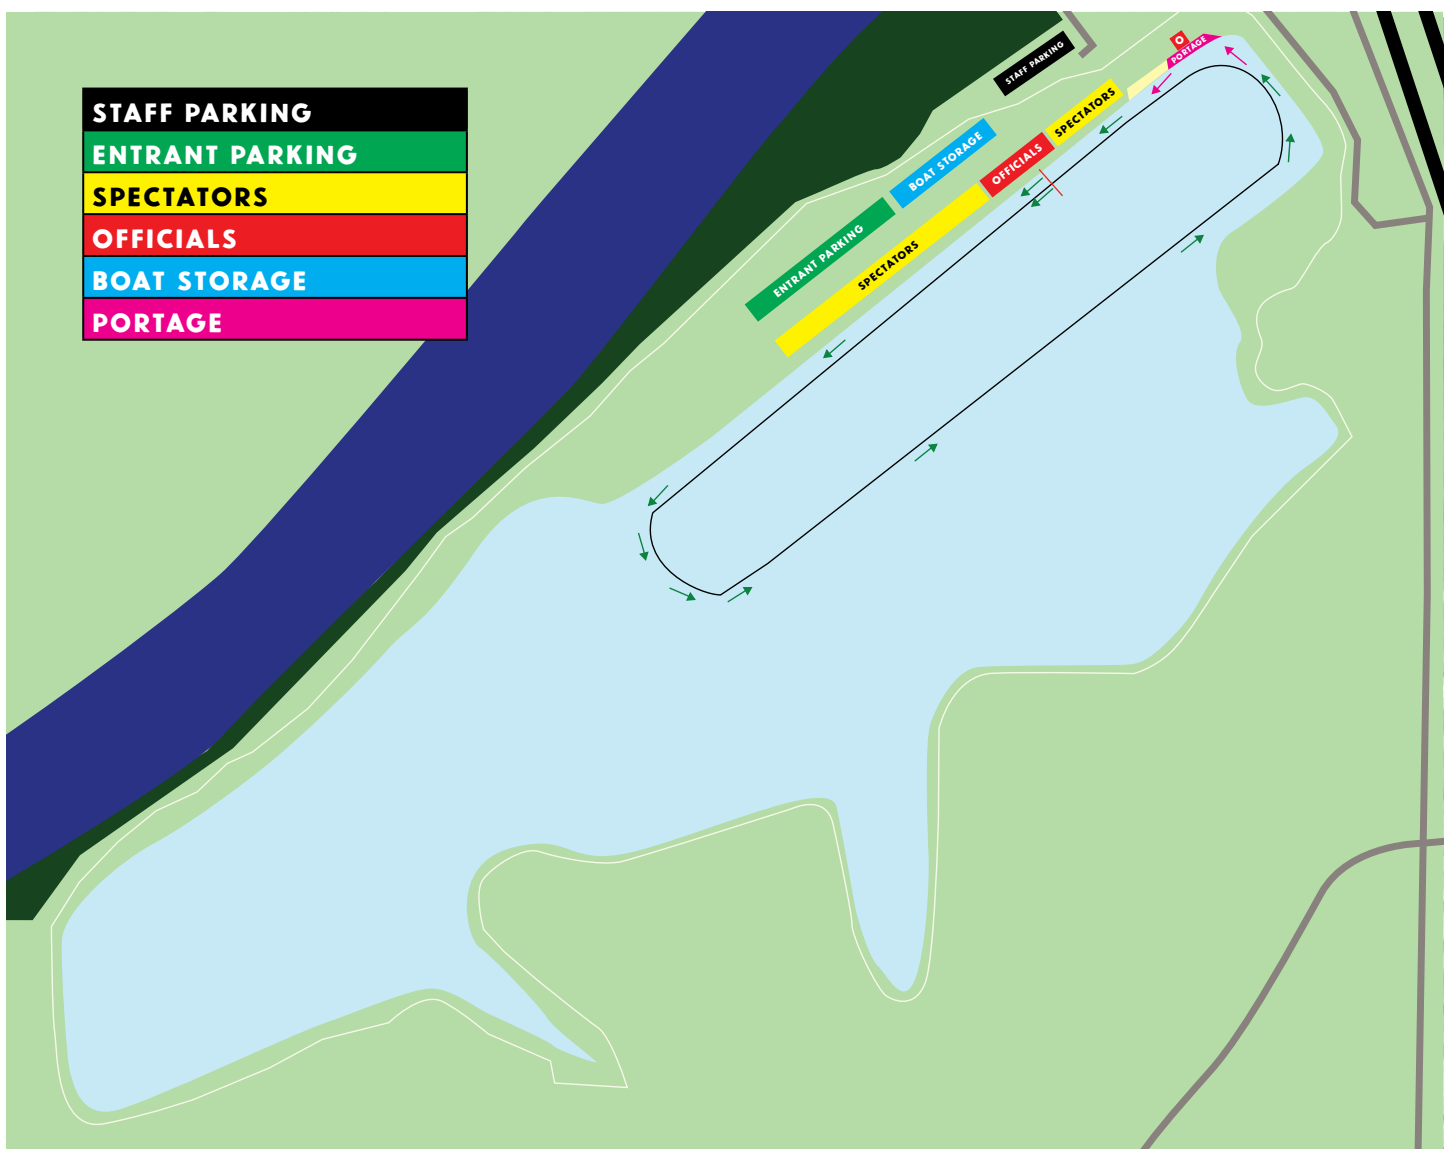 STAFF PARKING
ENTRANT PARKING
SPECTATORS
OFFICIALS
BOAT STORAGE
PORTAGE
O
PORTAGE
STAFF PARKING
SPECTATORS
OFFICIALS
BOAT STORAGE
ENTRANT PARKING
SPECTATORS